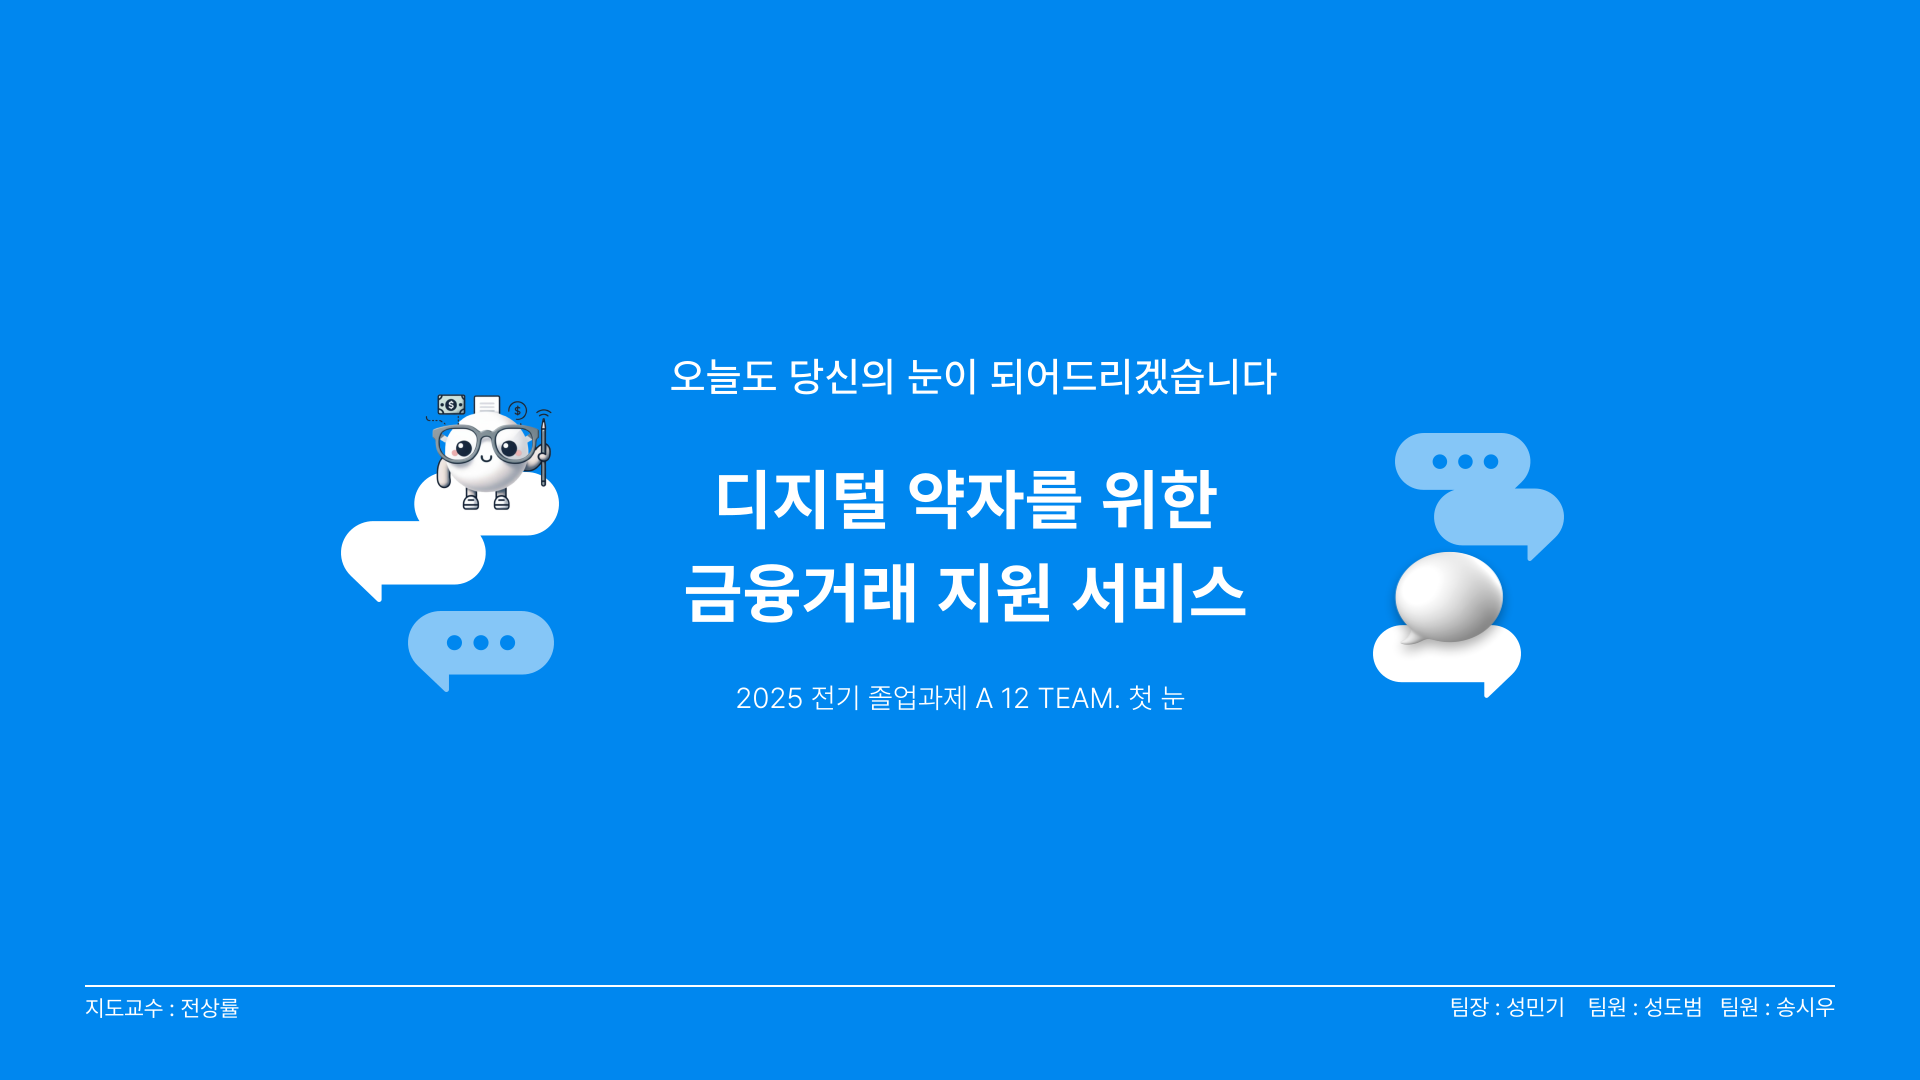 오늘도 당신의 눈이 되어드리겠습니다
디지털 약자를 위한
금융거래 지원 서비스
2025 전기 졸업과제 A 12 TEAM. 첫 눈
지도교수 : 전상률
팀장 : 성민기 팀원 : 성도범 팀원 : 송시우